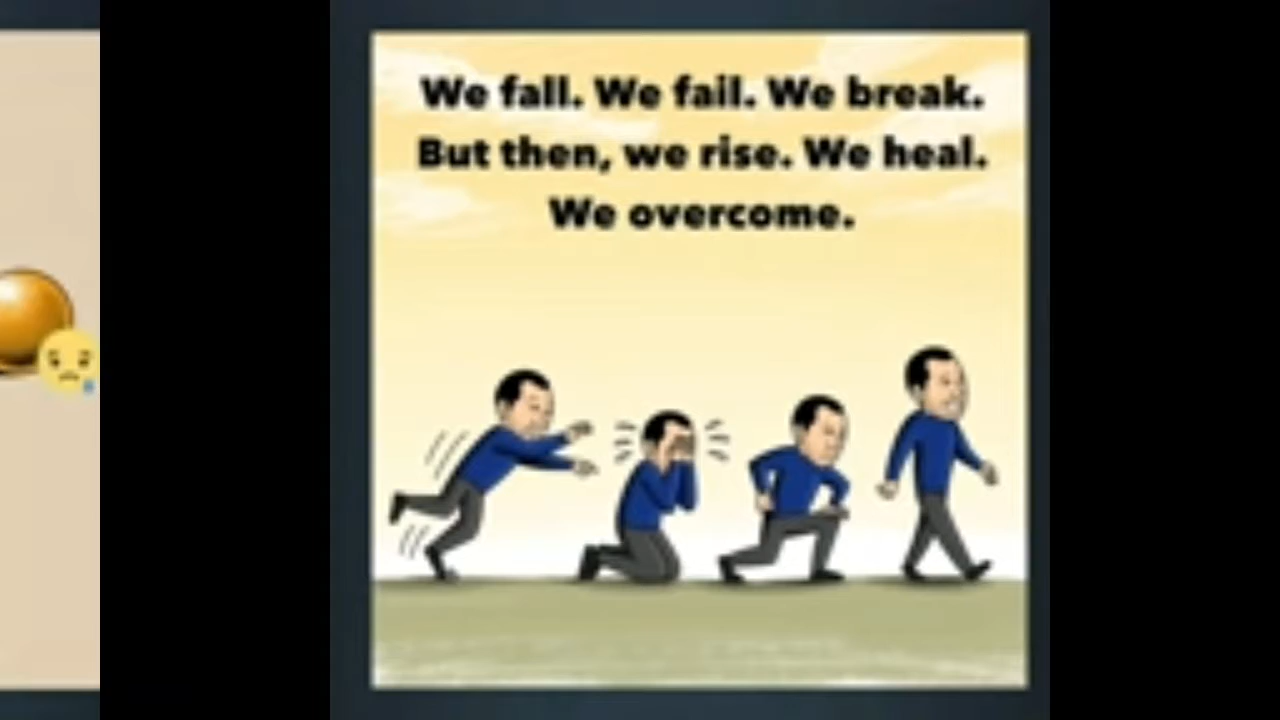 We fall. We fail. We break.
But then, we rise. We heal.
We overcome.